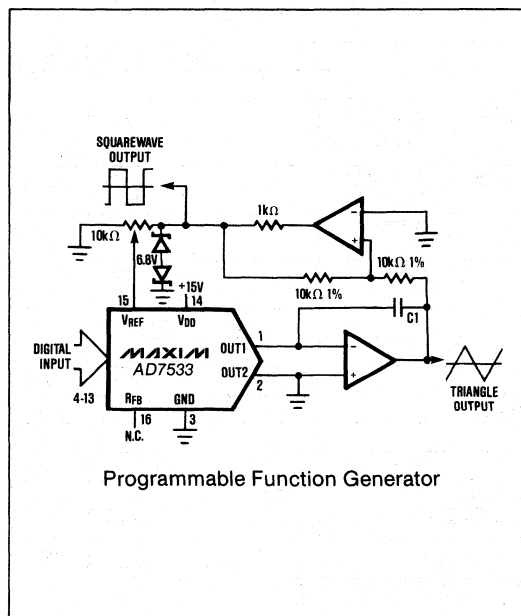 SQUAREWAVE
OUTPUT
1kΩ
−
+
10kΩ
6.8V
+15V
10kΩ 1%
10kΩ 1%
C1
15
14
VREF
VDD
1
OUT1
−
DIGITAL
INPUT
MAXIM
AD7533
OUT2
2
+
TRIANGLE
OUTPUT
4-13
RFB
GND
16
3
N.C.
Programmable Function Generator